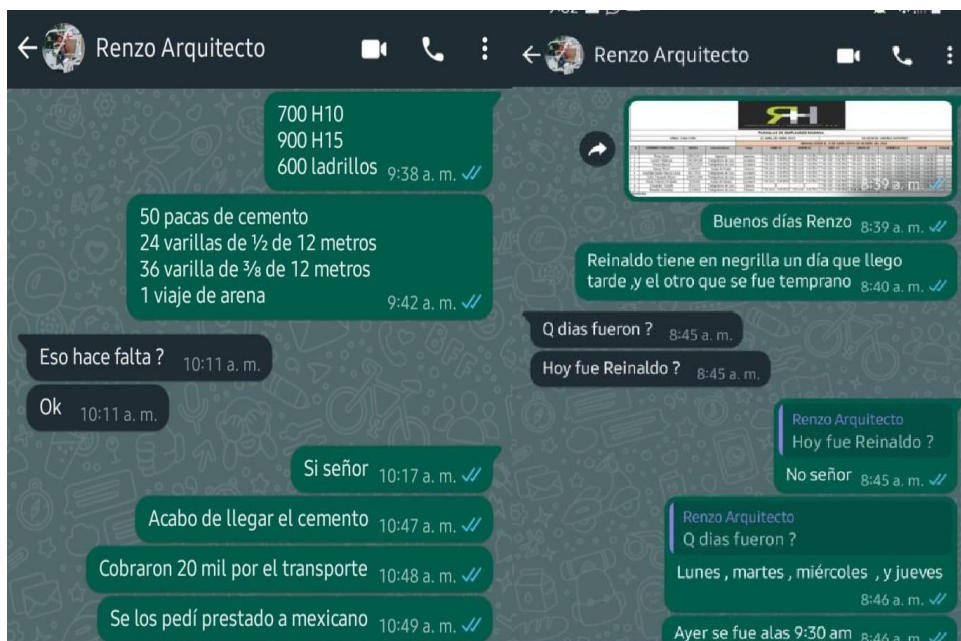 Renzo Arquitecto
700 H10
900 H15
600 ladrillos 9:38 a. m.
50 pacas de cemento
24 varillas de ½ de 12 metros
36 varilla de ⅜ de 12 metros
1 viaje de arena
9:42 a. m.
Eso hace falta ? 10:11 a. m.
Ok 10:11 a. m.
Si señor 10:17 a. m.
Acabo de llegar el cemento 10:47 a. m.
Cobraron 20 mil por el transporte 10:48 a. m.
Se los pedí prestado a mexicano 10:49 a. m.
Renzo Arquitecto
RH
8:39 a. m.
Buenos días Renzo 8:39 a. m.
Reinaldo tiene en negrilla un día que llego
tarde ,y el otro que se fue temprano 8:40 a. m.
Q dias fueron ? 8:45 a. m.
Hoy fue Reinaldo ? 8:45 a. m.
Renzo Arquitecto
Hoy fue Reinaldo ?
No señor 8:45 a. m.
Renzo Arquitecto
Q dias fueron ?
Lunes , martes , miércoles , y jueves
8:46 a. m.
Ayer se fue alas 9:30 am 8:46 a. m.